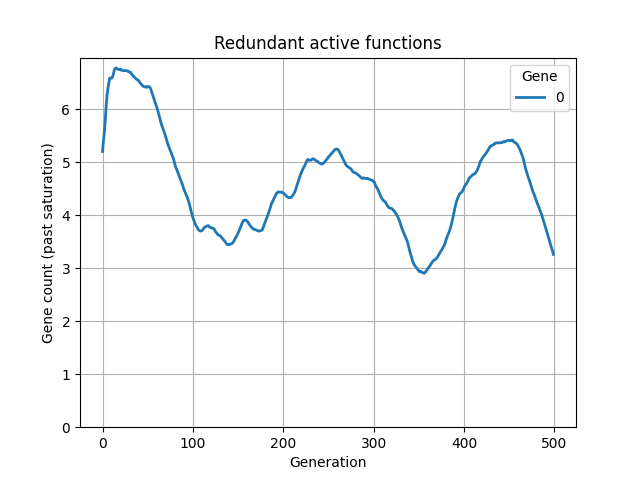 Redundant active functions
Gene
0
6
5
4
3
2
1
0
Gene count (past saturation)
0 100 200 300 400 500
Generation